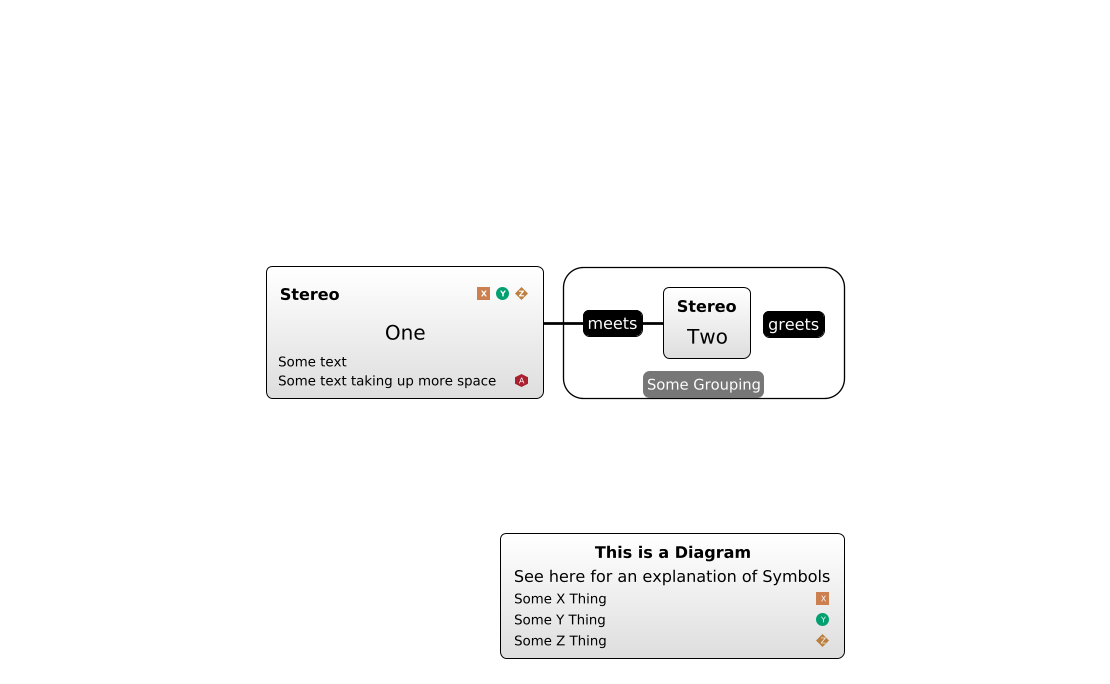 Stereo X Y Z
One
Some text
Some text taking up more space A
meets
Stereo
Two
greets
Some Grouping
This is a Diagram
See here for an explanation of Symbols
Some X Thing X
Some Y Thing Y
Some Z Thing Z